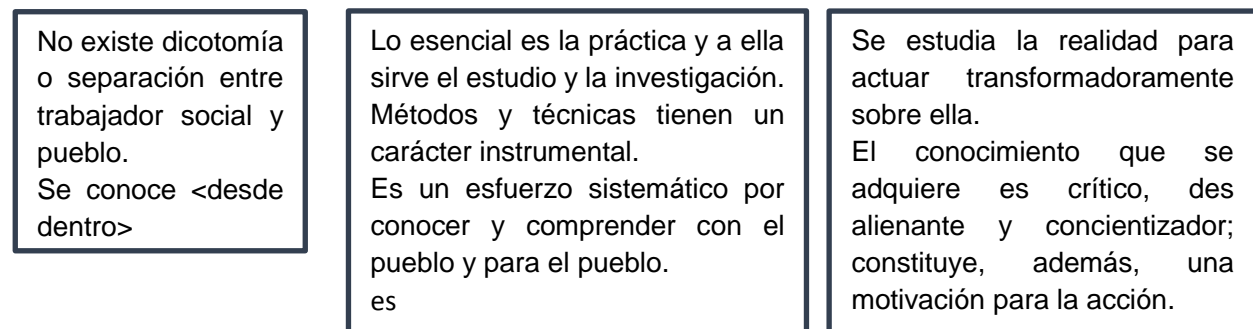 No existe dicotomía
o separación entre
trabajador social y
pueblo.
Se conoce <desde
dentro>
Lo esencial es la práctica y a ella
sirve el estudio y la investigación.
Métodos y técnicas tienen un
carácter instrumental.
Es un esfuerzo sistemático por
conocer y comprender con el
pueblo y para el pueblo.
es
Se estudia la realidad para
actuar transformadoramente
sobre ella.
El conocimiento que se
adquiere es crítico, des
alienante y concientizador;
constituye, además, una
motivación para la acción.